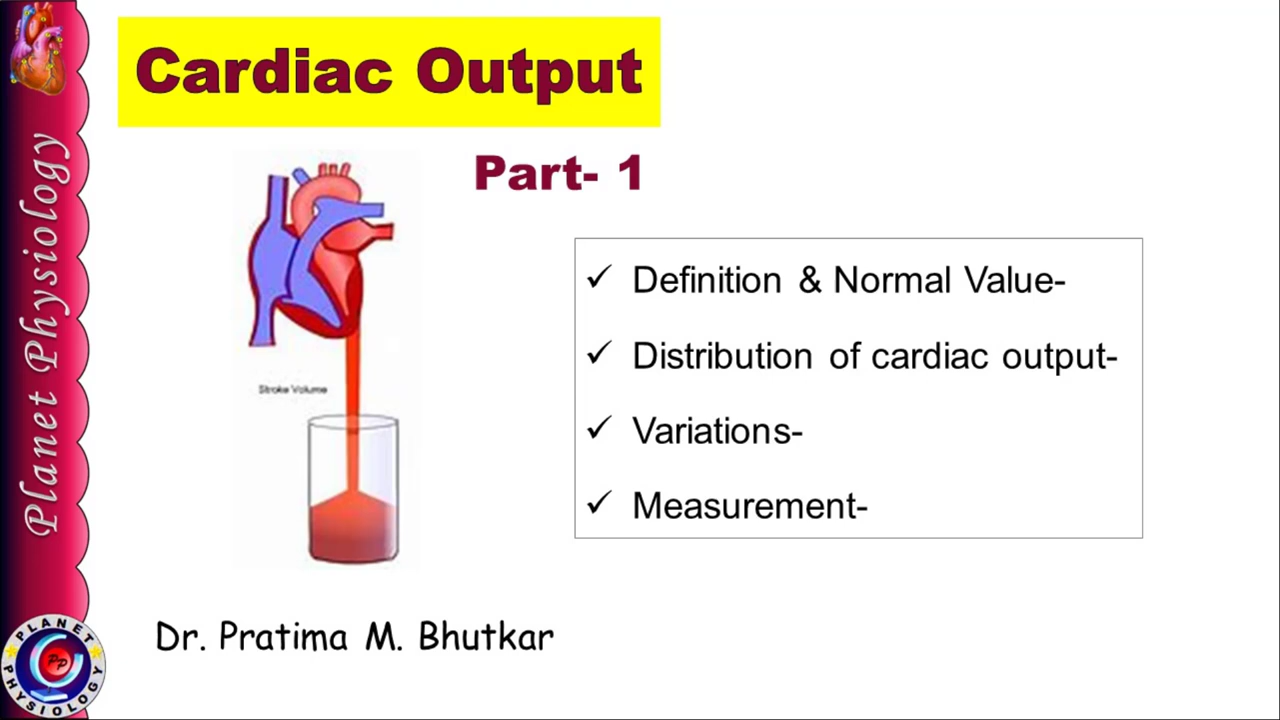 Cardiac Output
Part- 1
Planet Physiology
Stroke Volume
✓ Definition & Normal Value-
✓ Distribution of cardiac output-
✓ Variations-
✓ Measurement-
Dr. Pratima M. Bhutkar
PLANET
PP
PHYSIOLOGY